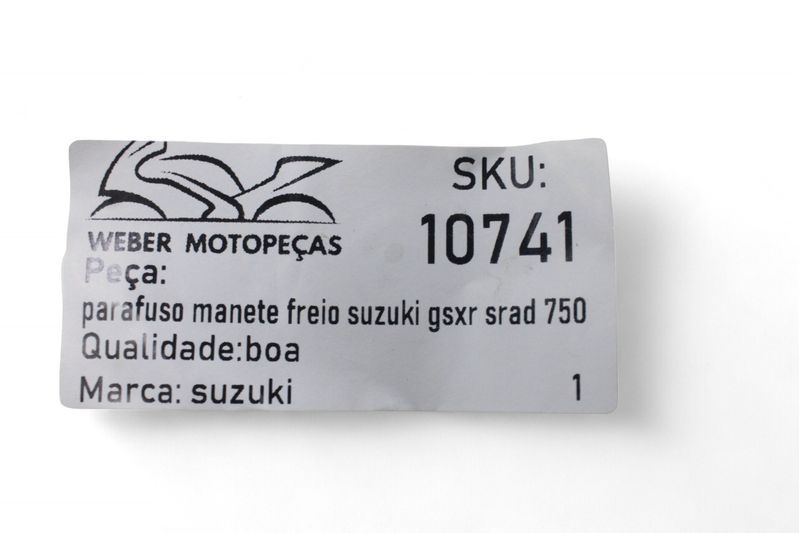 WEBER MOTOPEÇAS
SKU:
10741
Peça:
parafuso manete freio suzuki gsxr srad 750
Qualidade:boa
Marca: suzuki 1